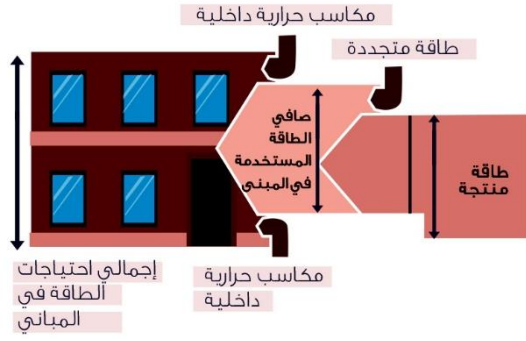 مكاسب حرارية داخلية
طاقة متجددة
صافي
الطاقة
المستخدمة
في المبنى
طاقة
منتجة
إجمالي احتياجات
الطاقة في
المباني
مكاسب حرارية
داخلية